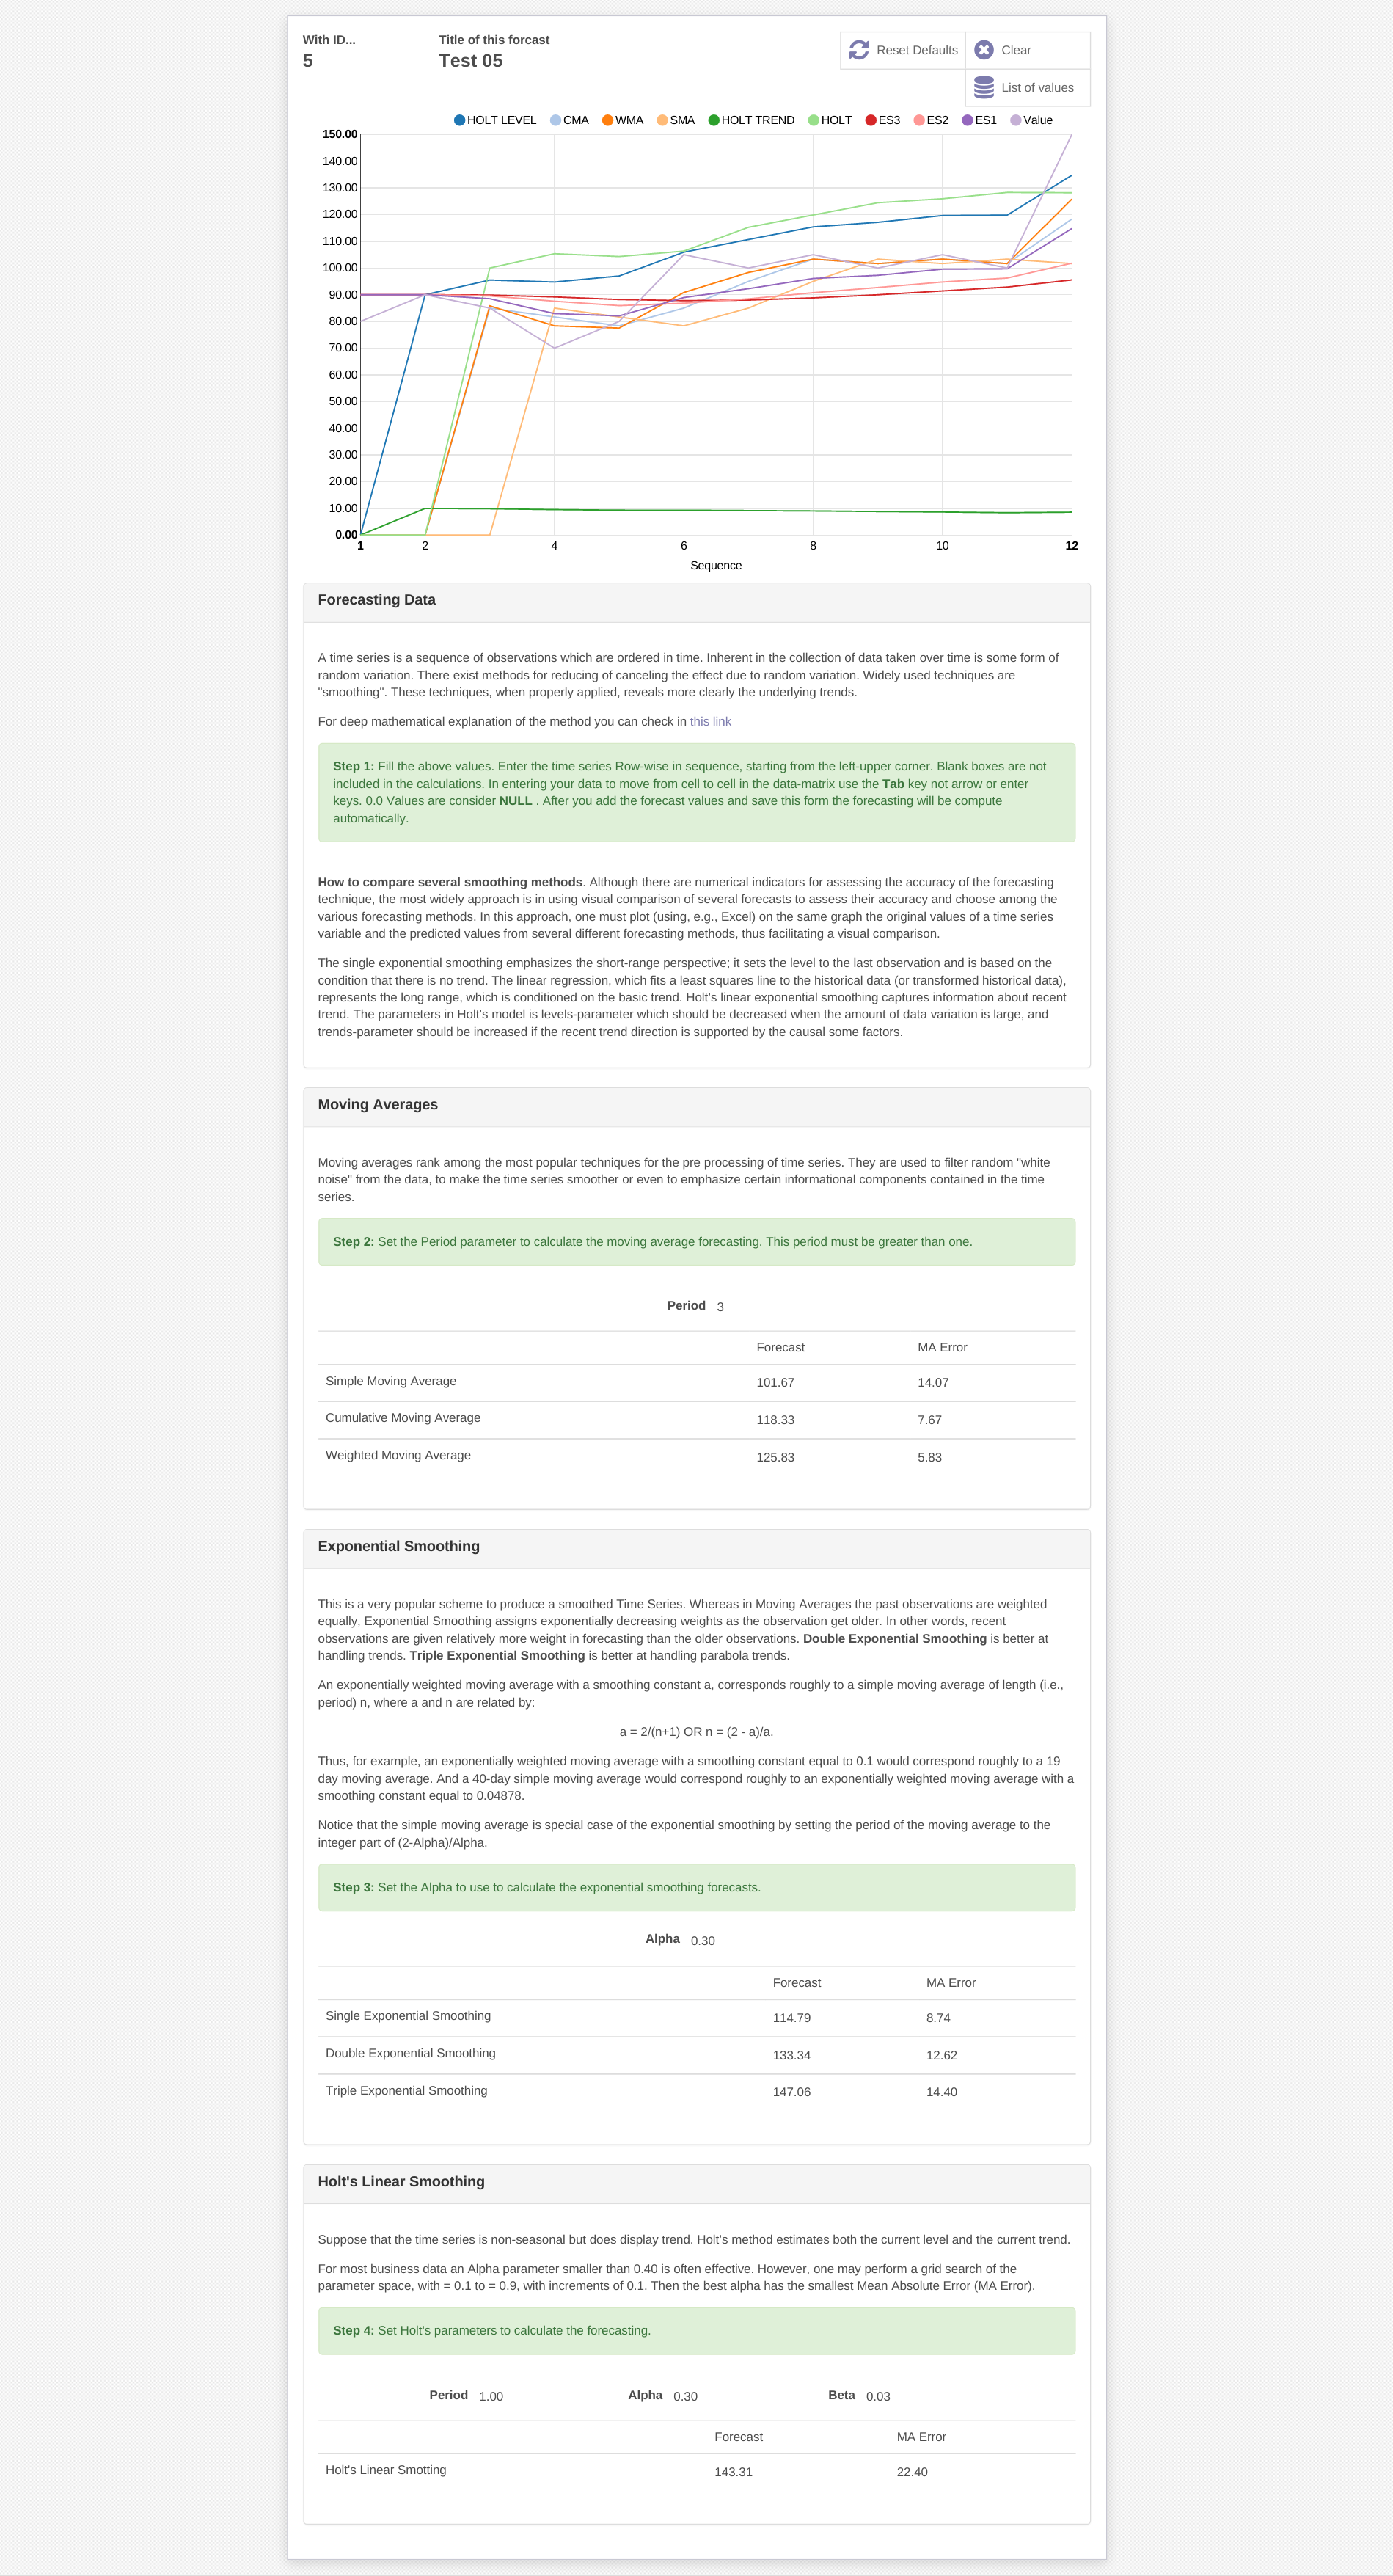 With ID...
5
Title of this forcast
Test 05
Reset Defaults
Clear
List of values
HOLT LEVEL CMA WMA SMA HOLT TREND HOLT ES3 ES2 ES1 Value
150.00
140.00
130.00
120.00
110.00
100.00
90.00
80.00
70.00
60.00
50.00
40.00
30.00
20.00
10.00
0.00
1 2 4 6 8 10 12
Sequence
Forecasting Data
A time series is a sequence of observations which are ordered in time. Inherent in the collection of data taken over time is some form of
random variation. There exist methods for reducing of canceling the effect due to random variation. Widely used techniques are
"smoothing". These techniques, when properly applied, reveals more clearly the underlying trends.
For deep mathematical explanation of the method you can check in this link
Step 1: Fill the above values. Enter the time series Row-wise in sequence, starting from the left-upper corner. Blank boxes are not
included in the calculations. In entering your data to move from cell to cell in the data-matrix use the Tab key not arrow or enter
keys. 0.0 Values are consider NULL . After you add the forecast values and save this form the forecasting will be compute
automatically.
How to compare several smoothing methods. Although there are numerical indicators for assessing the accuracy of the forecasting
technique, the most widely approach is in using visual comparison of several forecasts to assess their accuracy and choose among the
various forecasting methods. In this approach, one must plot (using, e.g., Excel) on the same graph the original values of a time series
variable and the predicted values from several different forecasting methods, thus facilitating a visual comparison.
The single exponential smoothing emphasizes the short-range perspective; it sets the level to the last observation and is based on the
condition that there is no trend. The linear regression, which fits a least squares line to the historical data (or transformed historical data),
represents the long range, which is conditioned on the basic trend. Holt's linear exponential smoothing captures information about recent
trend. The parameters in Holt's model is levels-parameter which should be decreased when the amount of data variation is large, and
trends-parameter should be increased if the recent trend direction is supported by the causal some factors.
Moving Averages
Moving averages rank among the most popular techniques for the pre processing of time series. They are used to filter random "white
noise" from the data, to make the time series smoother or even to emphasize certain informational components contained in the time
series.
Step 2: Set the Period parameter to calculate the moving average forecasting. This period must be greater than one.
Period 3
Forecast MA Error
Simple Moving Average 101.67 14.07
Cumulative Moving Average 118.33 7.67
Weighted Moving Average 125.83 5.83
Exponential Smoothing
This is a very popular scheme to produce a smoothed Time Series. Whereas in Moving Averages the past observations are weighted
equally, Exponential Smoothing assigns exponentially decreasing weights as the observation get older. In other words, recent
observations are given relatively more weight in forecasting than the older observations. Double Exponential Smoothing is better at
handling trends. Triple Exponential Smoothing is better at handling parabola trends.
An exponentially weighted moving average with a smoothing constant a, corresponds roughly to a simple moving average of length (i.e.,
period) n, where a and n are related by:
a = 2/(n+1) OR n = (2 - a)/a.
Thus, for example, an exponentially weighted moving average with a smoothing constant equal to 0.1 would correspond roughly to a 19
day moving average. And a 40-day simple moving average would correspond roughly to an exponentially weighted moving average with a
smoothing constant equal to 0.04878.
Notice that the simple moving average is special case of the exponential smoothing by setting the period of the moving average to the
integer part of (2-Alpha)/Alpha.
Step 3: Set the Alpha to use to calculate the exponential smoothing forecasts.
Alpha 0.30
Forecast MA Error
Single Exponential Smoothing 114.79 8.74
Double Exponential Smoothing 133.34 12.62
Triple Exponential Smoothing 147.06 14.40
Holt's Linear Smoothing
Suppose that the time series is non-seasonal but does display trend. Holt's method estimates both the current level and the current trend.
For most business data an Alpha parameter smaller than 0.40 is often effective. However, one may perform a grid search of the
parameter space, with = 0.1 to = 0.9, with increments of 0.1. Then the best alpha has the smallest Mean Absolute Error (MA Error).
Step 4: Set Holt's parameters to calculate the forecasting.
Period 1.00 Alpha 0.30 Beta 0.03
Forecast MA Error
Holt's Linear Smotting 143.31 22.40